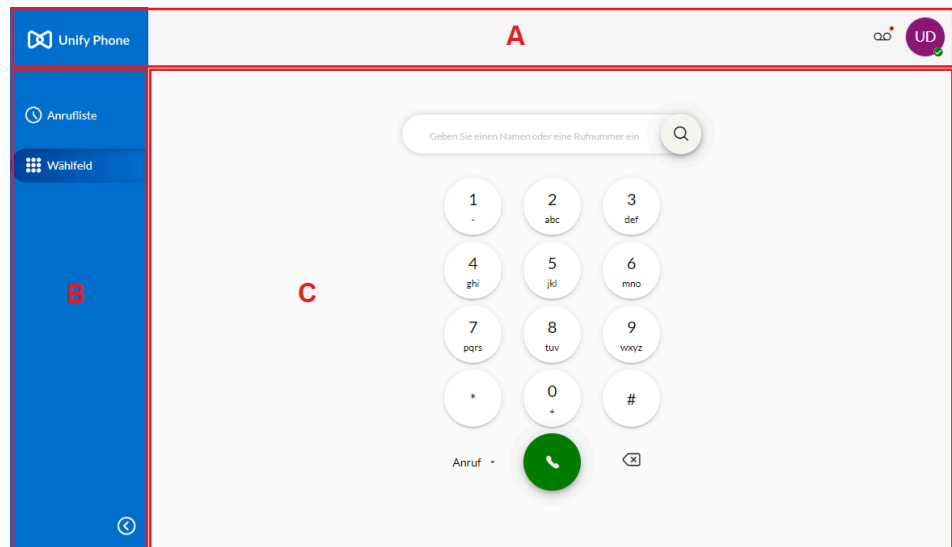 Unify Phone
A
UD
Anrufliste
Geben Sie einen Namen oder eine Rufnummer ein
Wählfeld
1 2 3
- abc def
4 5 6
ghi jkl mno
B
C
7 8 9
pqrs tuv wxyz
* 0 #
+
Anruf